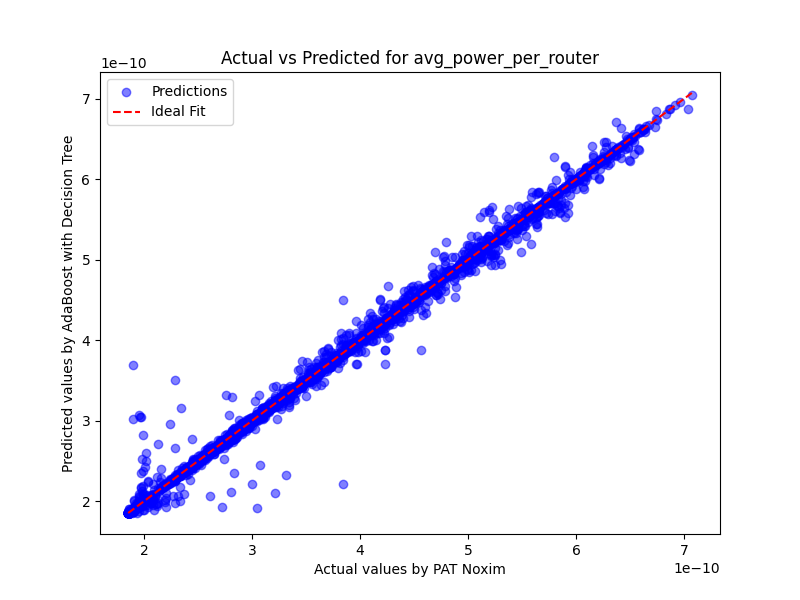 Actual vs Predicted for avg_power_per_router
1e−10
Predictions
Ideal Fit
7
6
5
4
3
2
Predicted values by AdaBoost with Decision Tree
2 3 4 5 6 7
1e−10
Actual values by PAT Noxim